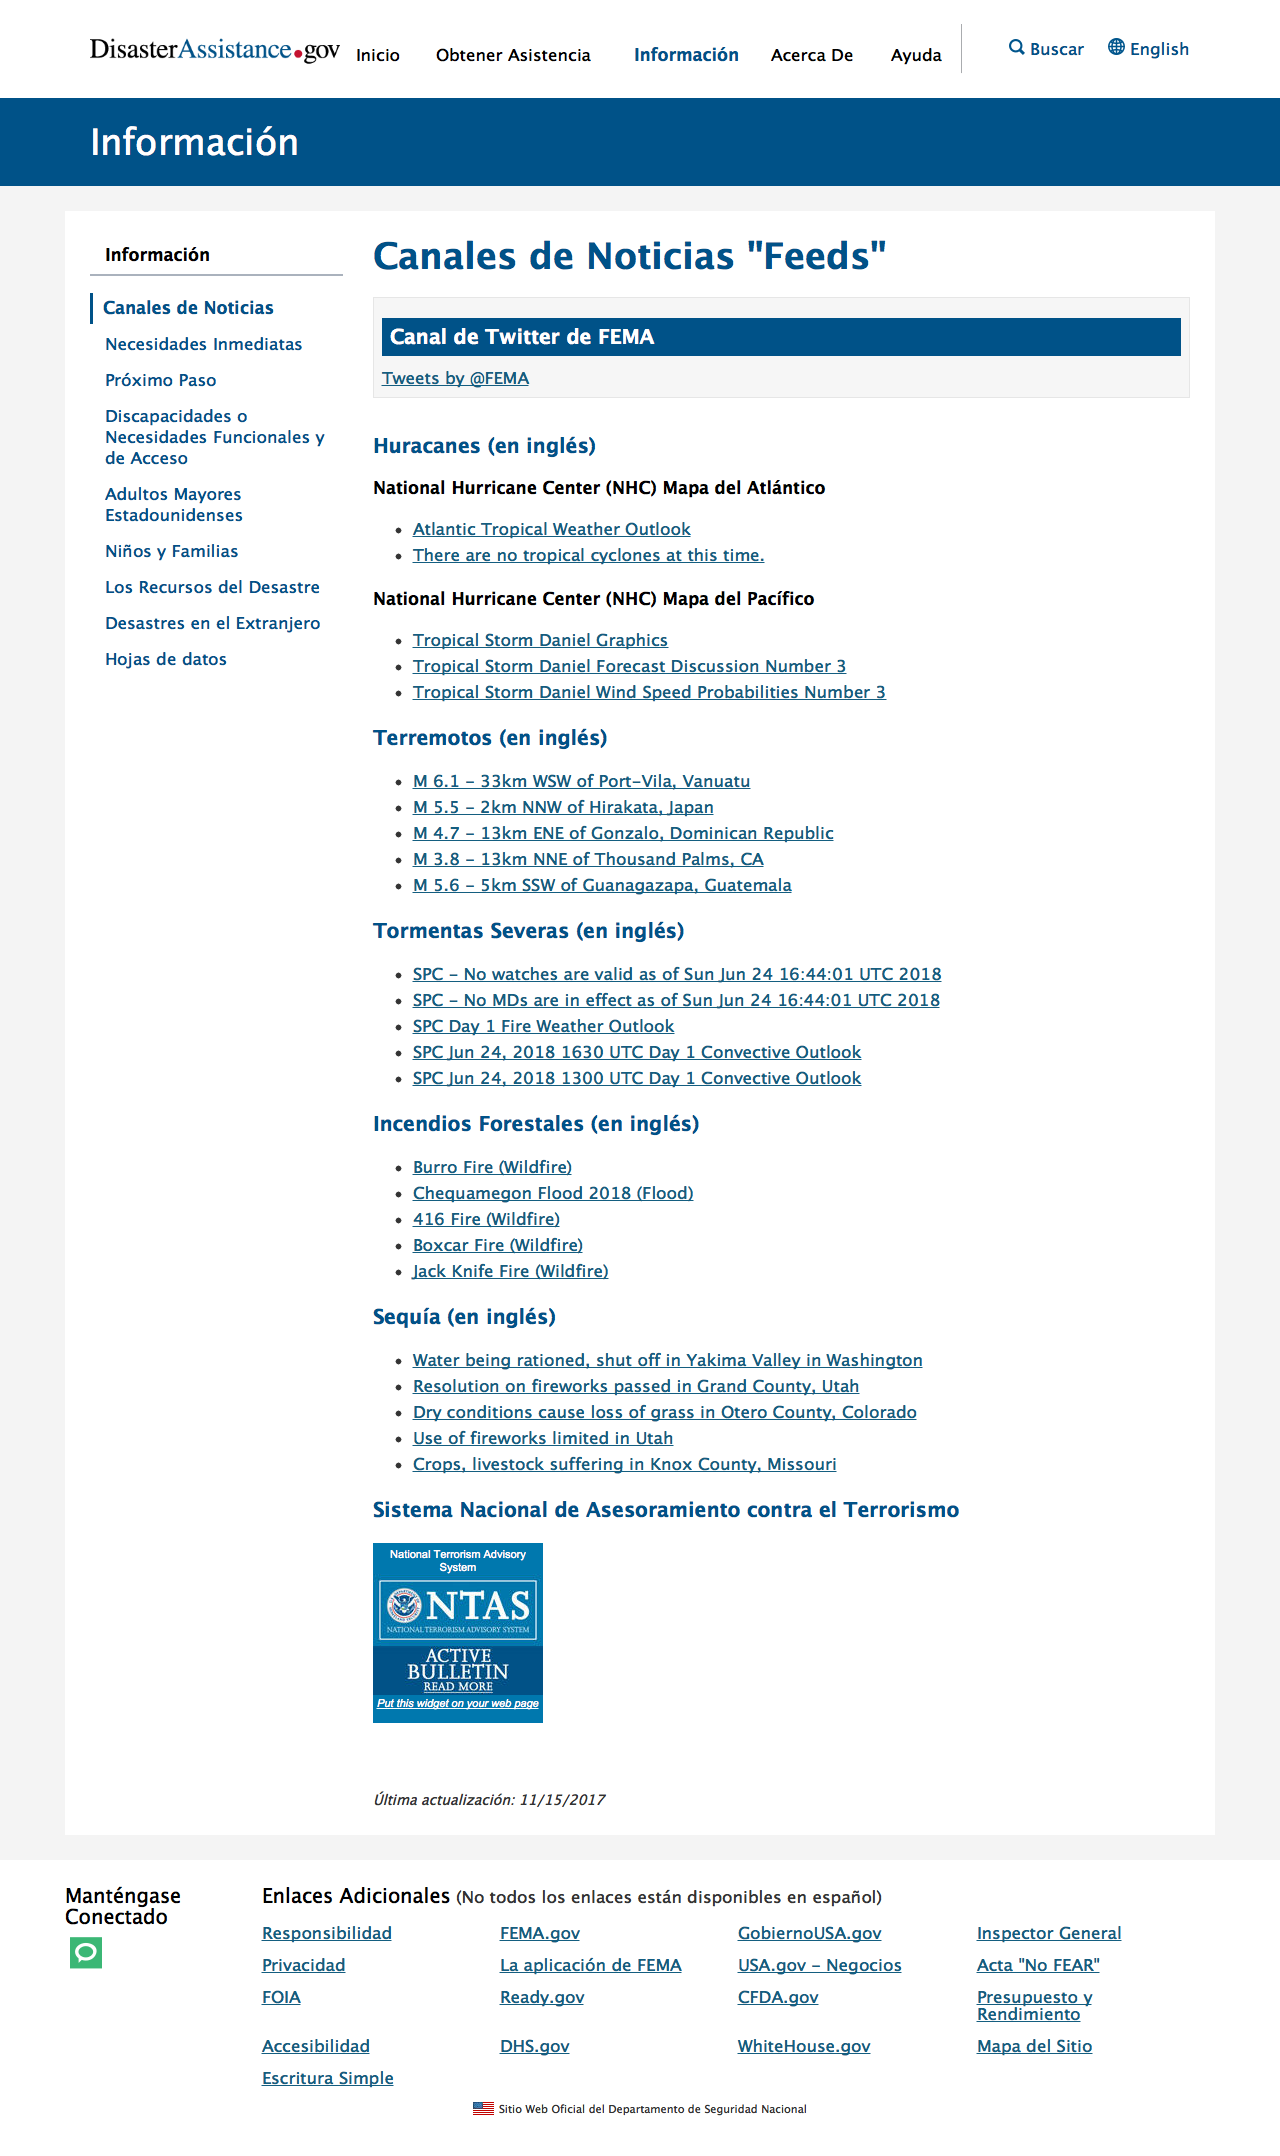 DisasterAssistance.gov
Inicio
Obtener Asistencia
Información
Acerca De
Ayuda
Buscar
English
Información
Información
Canales de Noticias
Necesidades Inmediatas
Próximo Paso
Discapacidades o
Necesidades Funcionales y
de Acceso
Adultos Mayores
Estadounidenses
Niños y Familias
Los Recursos del Desastre
Desastres en el Extranjero
Hojas de datos
Canales de Noticias "Feeds"
Canal de Twitter de FEMA
Tweets by @FEMA
Huracanes (en inglés)
National Hurricane Center (NHC) Mapa del Atlántico
Atlantic Tropical Weather Outlook
There are no tropical cyclones at this time.
National Hurricane Center (NHC) Mapa del Pacífico
Tropical Storm Daniel Graphics
Tropical Storm Daniel Forecast Discussion Number 3
Tropical Storm Daniel Wind Speed Probabilities Number 3
Terremotos (en inglés)
M 6.1 - 33km WSW of Port-Vila, Vanuatu
M 5.5 - 2km NNW of Hirakata, Japan
M 4.7 - 13km ENE of Gonzalo, Dominican Republic
M 3.8 - 13km NNE of Thousand Palms, CA
M 5.6 - 5km SSW of Guanagazapa, Guatemala
Tormentas Severas (en inglés)
SPC - No watches are valid as of Sun Jun 24 16:44:01 UTC 2018
SPC - No MDs are in effect as of Sun Jun 24 16:44:01 UTC 2018
SPC Day 1 Fire Weather Outlook
SPC Jun 24, 2018 1630 UTC Day 1 Convective Outlook
SPC Jun 24, 2018 1300 UTC Day 1 Convective Outlook
Incendios Forestales (en inglés)
Burro Fire (Wildfire)
Chequamegon Flood 2018 (Flood)
416 Fire (Wildfire)
Boxcar Fire (Wildfire)
Jack Knife Fire (Wildfire)
Sequía (en inglés)
Water being rationed, shut off in Yakima Valley in Washington
Resolution on fireworks passed in Grand County, Utah
Dry conditions cause loss of grass in Otero County, Colorado
Use of fireworks limited in Utah
Crops, livestock suffering in Knox County, Missouri
Sistema Nacional de Asesoramiento contra el Terrorismo
National Terrorism Advisory
System
NTAS
NATIONAL TERRORISM ADVISORY SYSTEM
ACTIVE
BULLETIN
READ MORE
Put this widget on your web page
Última actualización: 11/15/2017
Manténgase
Conectado
Enlaces Adicionales (No todos los enlaces están disponibles en español)
Responsibilidad
FEMA.gov
GobiernoUSA.gov
Inspector General
Privacidad
La aplicación de FEMA
USA.gov - Negocios
Acta "No FEAR"
FOIA
Ready.gov
CFDA.gov
Presupuesto y
Rendimiento
Accesibilidad
DHS.gov
WhiteHouse.gov
Mapa del Sitio
Escritura Simple
Sitio Web Oficial del Departamento de Seguridad Nacional